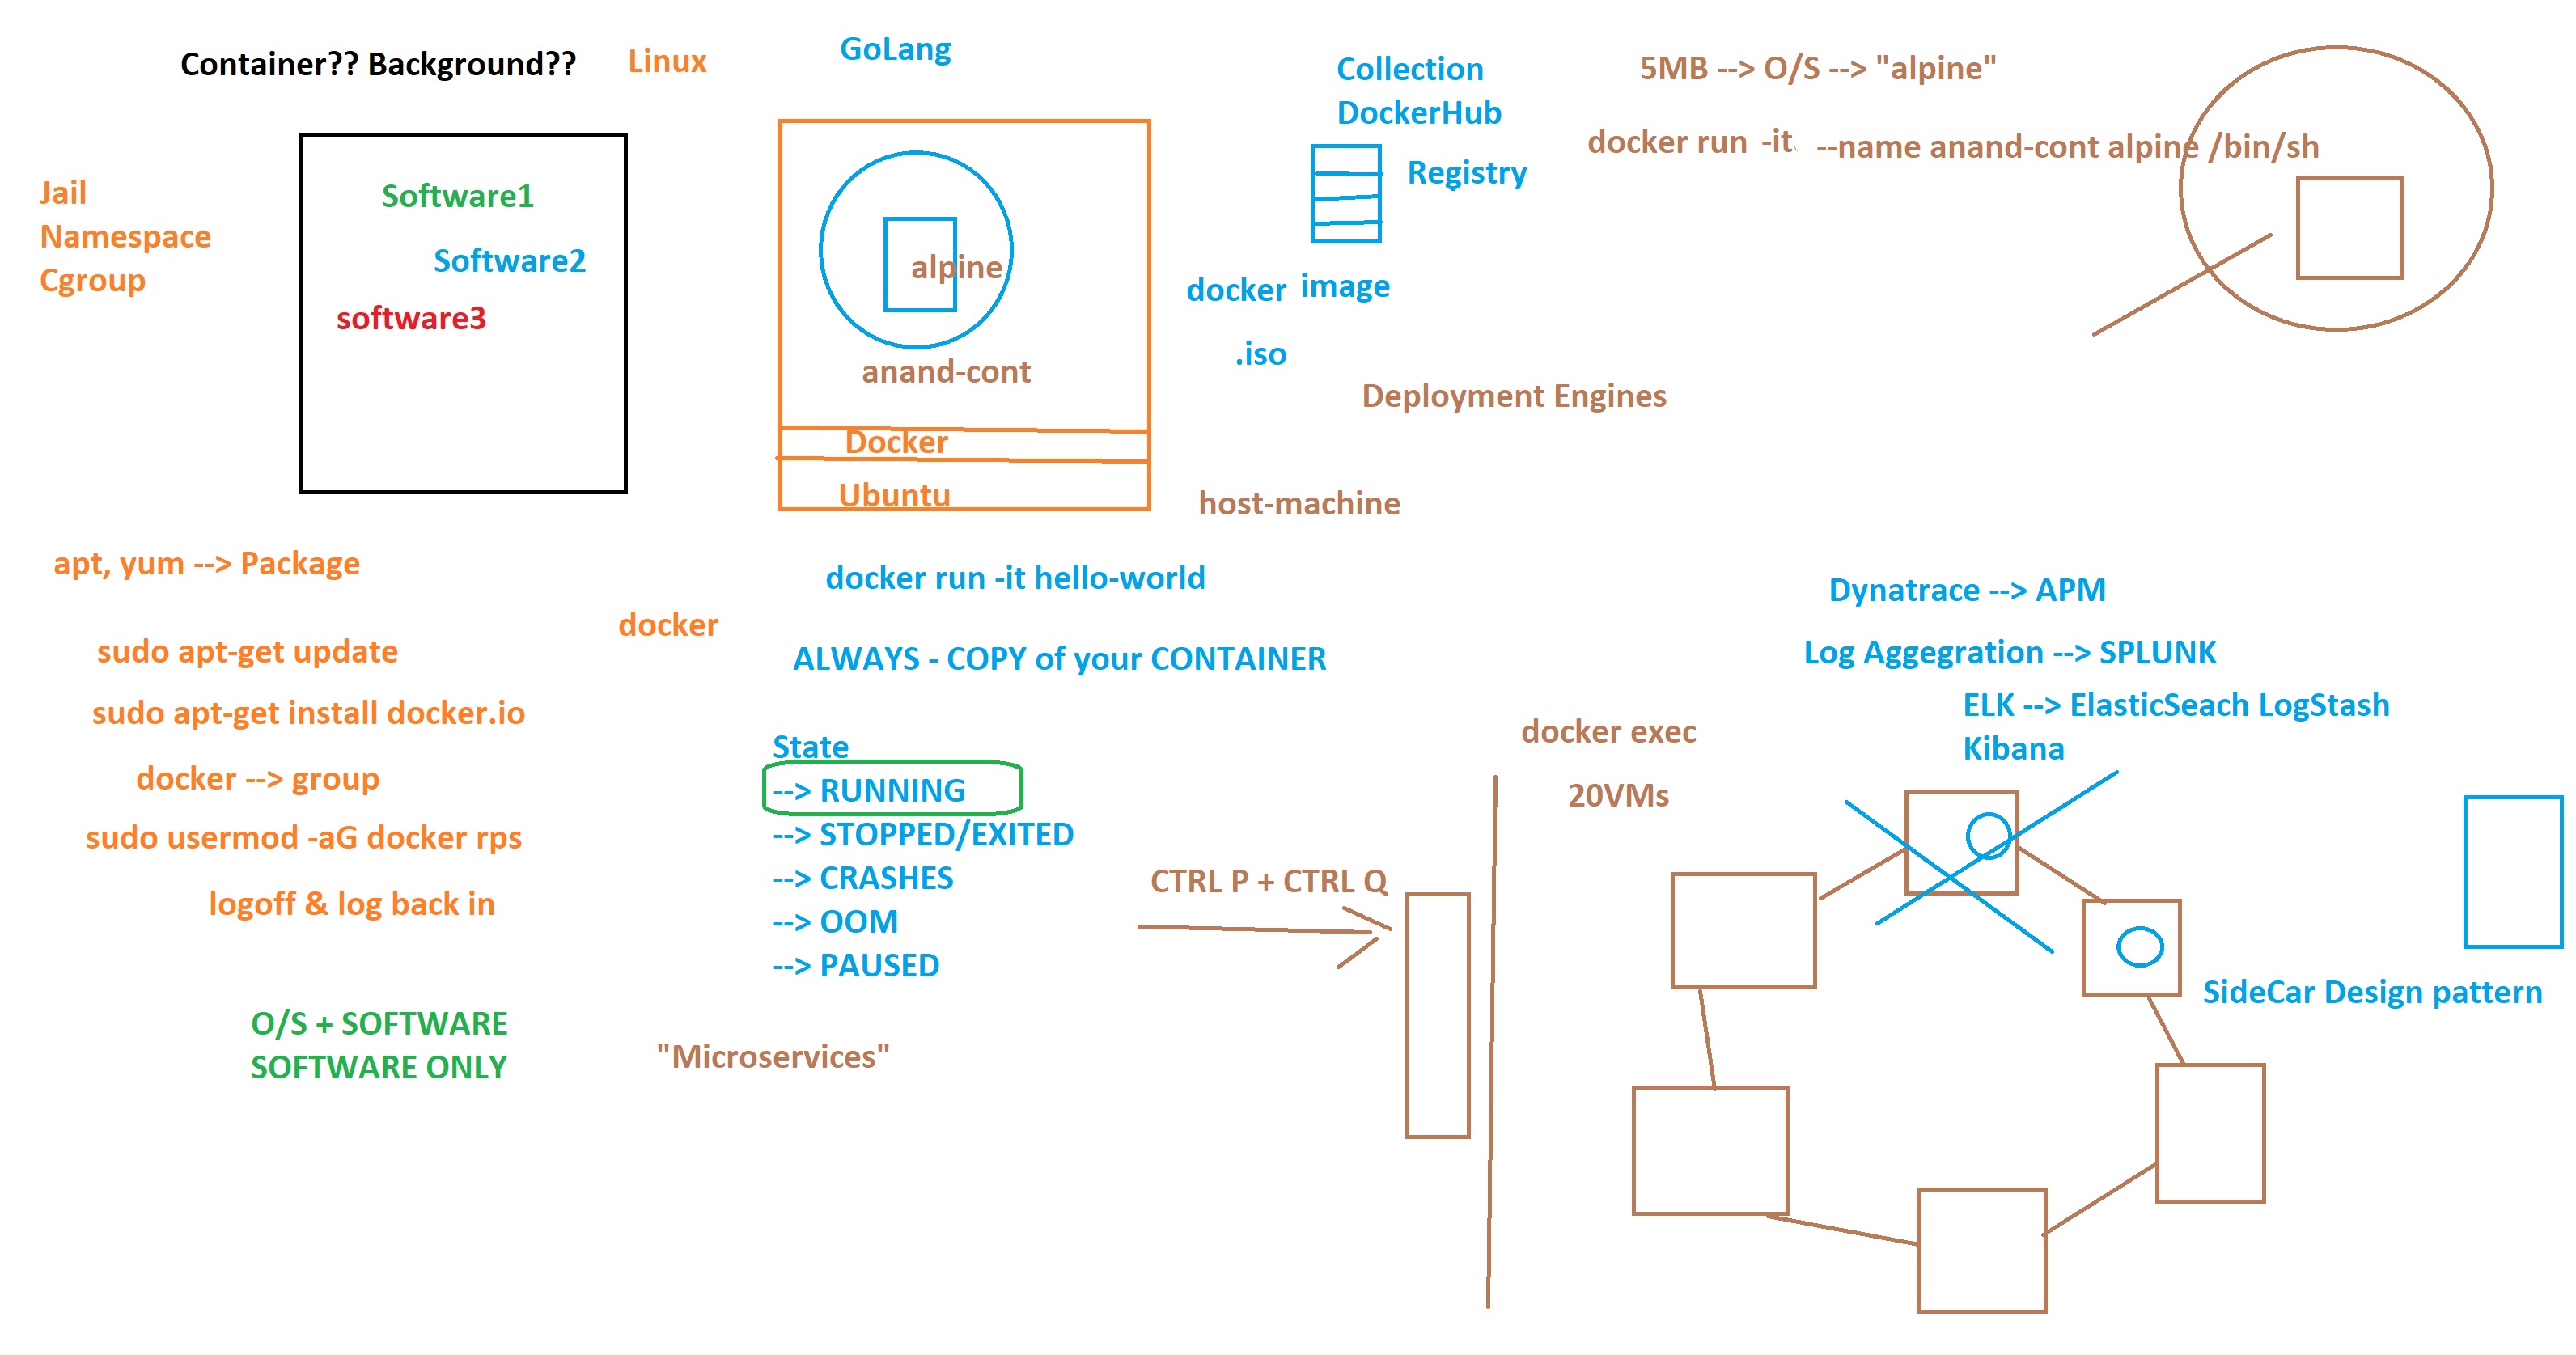 Container?? Background??
Linux
GoLang
Collection
DockerHub
Registry
5MB --> O/S --> "alpine"
docker run -it --name anand-cont alpine /bin/sh
Jail
Namespace
Cgroup
Software1
Software2
software3
alpine
anand-cont
Docker
Ubuntu
docker image
.iso
Deployment Engines
host-machine
apt, yum --> Package
docker
sudo apt-get update
sudo apt-get install docker.io
docker --> group
sudo usermod -aG docker rps
logoff & log back in
O/S + SOFTWARE
SOFTWARE ONLY
"Microservices"
docker run -it hello-world
ALWAYS - COPY of your CONTAINER
State
--> RUNNING
--> STOPPED/EXITED
--> CRASHES
--> OOM
--> PAUSED
CTRL P + CTRL Q
docker exec
20VMs
Dynatrace --> APM
Log Aggegration --> SPLUNK
ELK --> ElasticSeach LogStash
Kibana
SideCar Design pattern